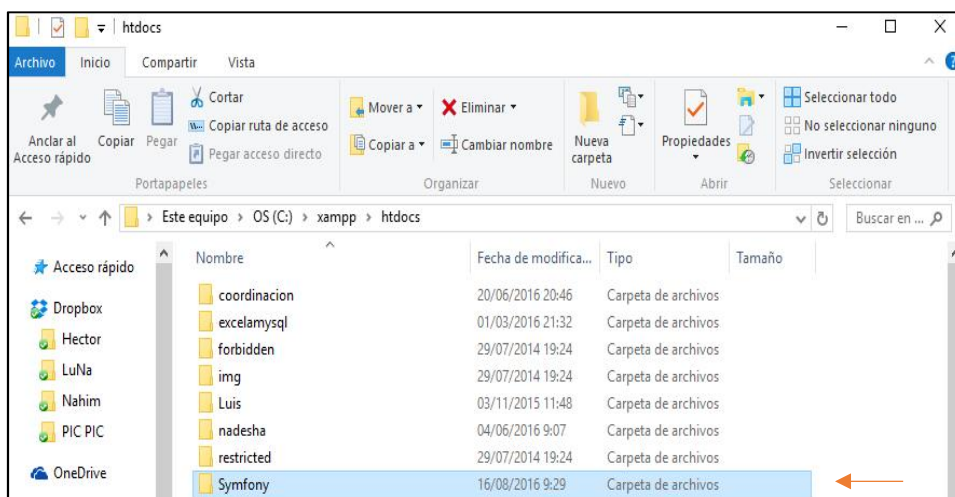 htdocs
Archivo Inicio Compartir Vista
Cortar
Copiar ruta de acceso
Pegar acceso directo
Anclar al
Acceso rápido
Copiar
Pegar
Portapapeles
Mover a
Copiar a
Eliminar
Cambiar nombre
Organizar
Nueva
carpeta
Nuevo
Propiedades
Abrir
Seleccionar todo
No seleccionar ninguno
Invertir selección
Seleccionar
Este equipo > OS (C:) > xampp > htdocs
Buscar en ...
Acceso rápido
Dropbox
Hector
LuNa
Nahim
PIC PIC
OneDrive
Nombre Fecha de modifica... Tipo Tamaño
coordinacion 20/06/2016 20:46 Carpeta de archivos
excelamysql 01/03/2016 21:32 Carpeta de archivos
forbidden 29/07/2014 19:24 Carpeta de archivos
img 29/07/2014 19:24 Carpeta de archivos
Luis 03/11/2015 11:48 Carpeta de archivos
nadesha 04/06/2016 9:07 Carpeta de archivos
restricted 29/07/2014 19:24 Carpeta de archivos
Symfony 16/08/2016 9:29 Carpeta de archivos